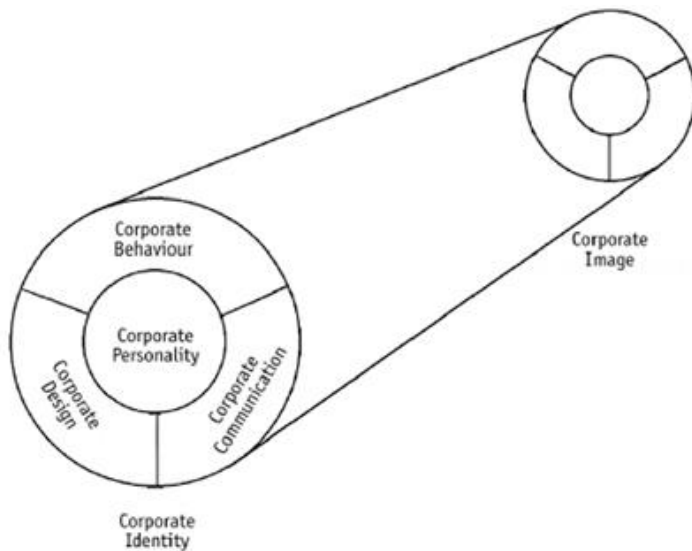 Corporate
Behaviour
Corporate
Image
Corporate
Personality
Corporate
Design
Corporate
Communication
Corporate
Identity